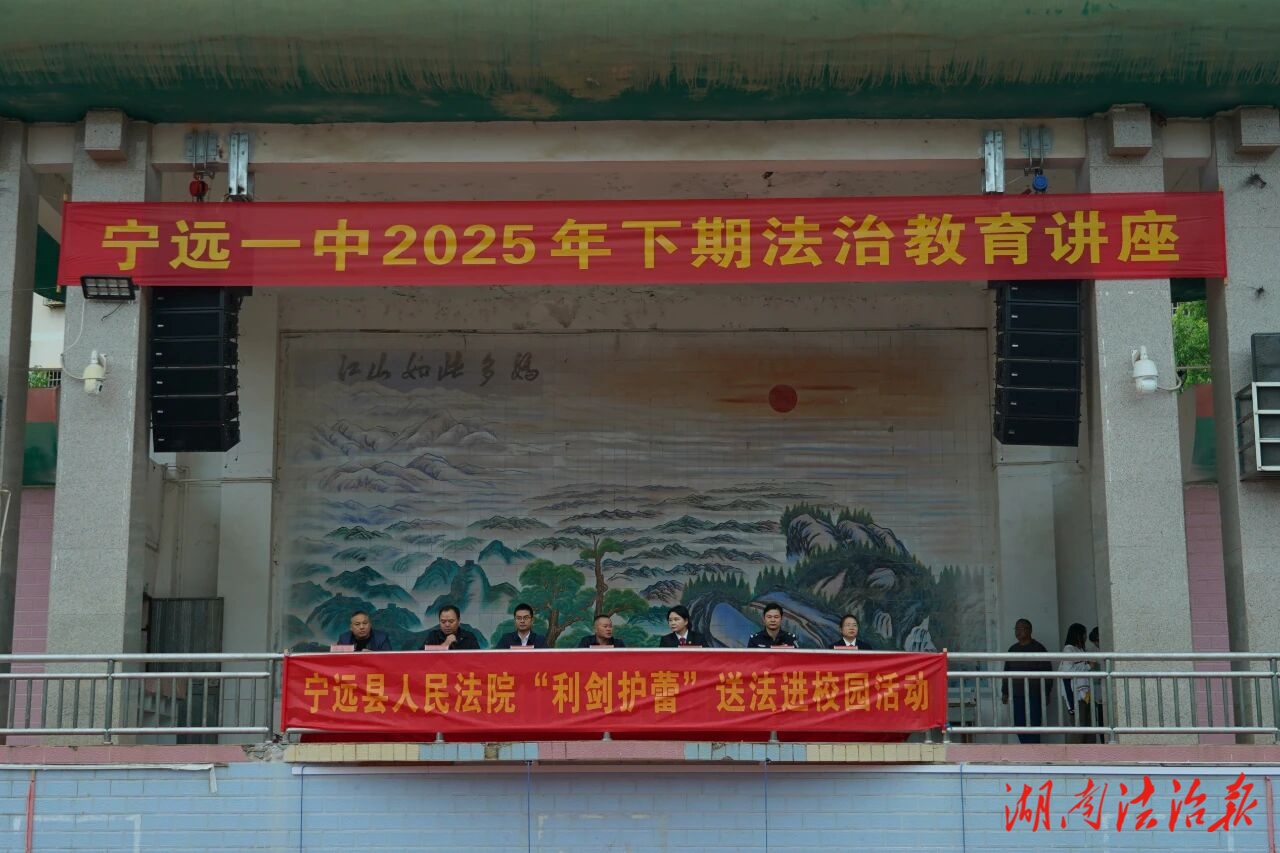 宁远一中2025年下期法治教育讲座
江山如此多娇
宁远县人民法院“利剑护蕾”送法进校园活动
湖南法治报